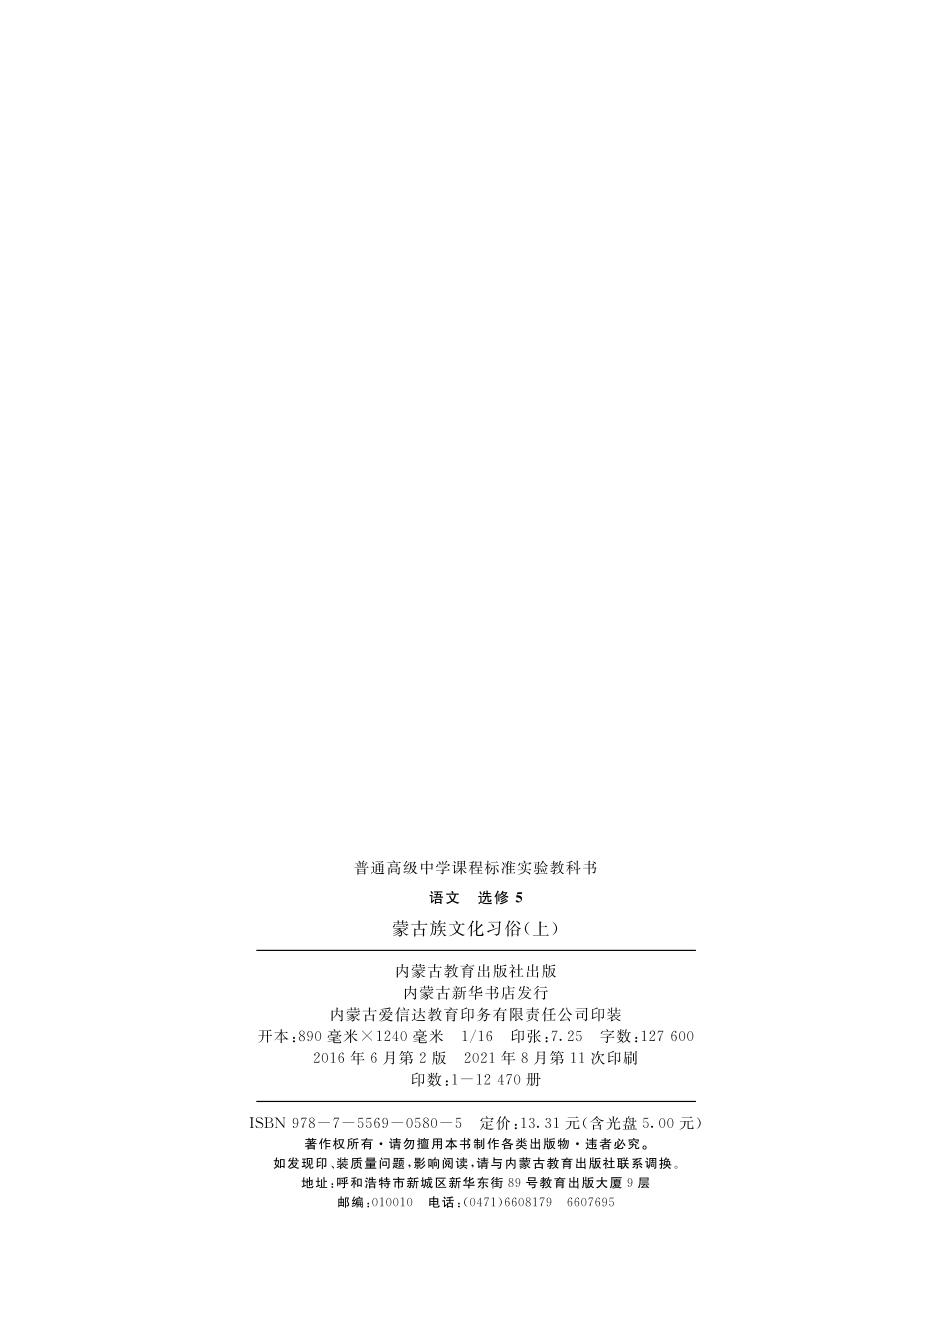 普通高级中学课程标准实验教科书
语文　选修 5
蒙古族文化习俗(上)
内蒙古教育出版社出版
内蒙古新华书店发行
内蒙古爱信达教育印务有限责任公司印装
开本:890 毫米×1240 毫米　1/16　印张:7.25　字数:127 600
2016 年 6 月第 2 版　2021 年 8 月第 11 次印刷
印数:1－12 470 册
ISBN 978－7－5569－0580－5　定价:13.31 元(含光盘 5.00 元)
著作权所有·请勿擅用本书制作各类出版物·违者必究。
如发现印、装质量问题,影响阅读,请与内蒙古教育出版社联系调换。
地址:呼和浩特市新城区新华东街 89 号教育出版大厦 9 层
邮编:010010　电话:(0471)6608179　6607695